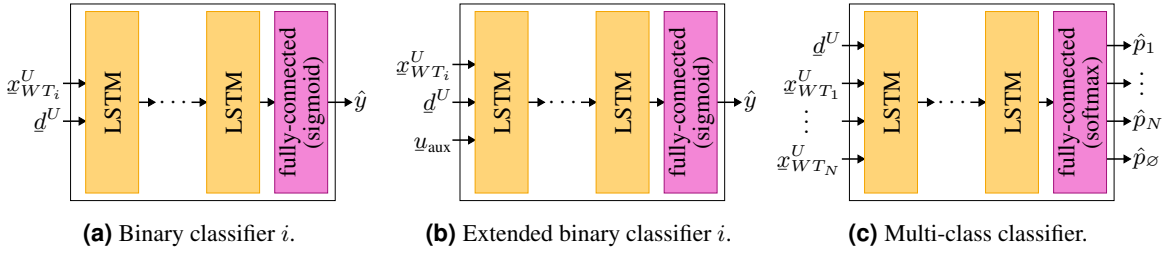 x̲^U_{WT_i}
d̲^U
LSTM
···
LSTM
fully-connected
(sigmoid)
ŷ
(a) Binary classifier i.
x̲^U_{WT_i}
d̲^U
u̲_aux
LSTM
···
LSTM
fully-connected
(sigmoid)
ŷ
(b) Extended binary classifier i.
d̲^U
x̲^U_{WT_1}
⋮
x̲^U_{WT_N}
LSTM
···
LSTM
fully-connected
(softmax)
p̂_1
⋮
p̂_N
p̂_∅
(c) Multi-class classifier.